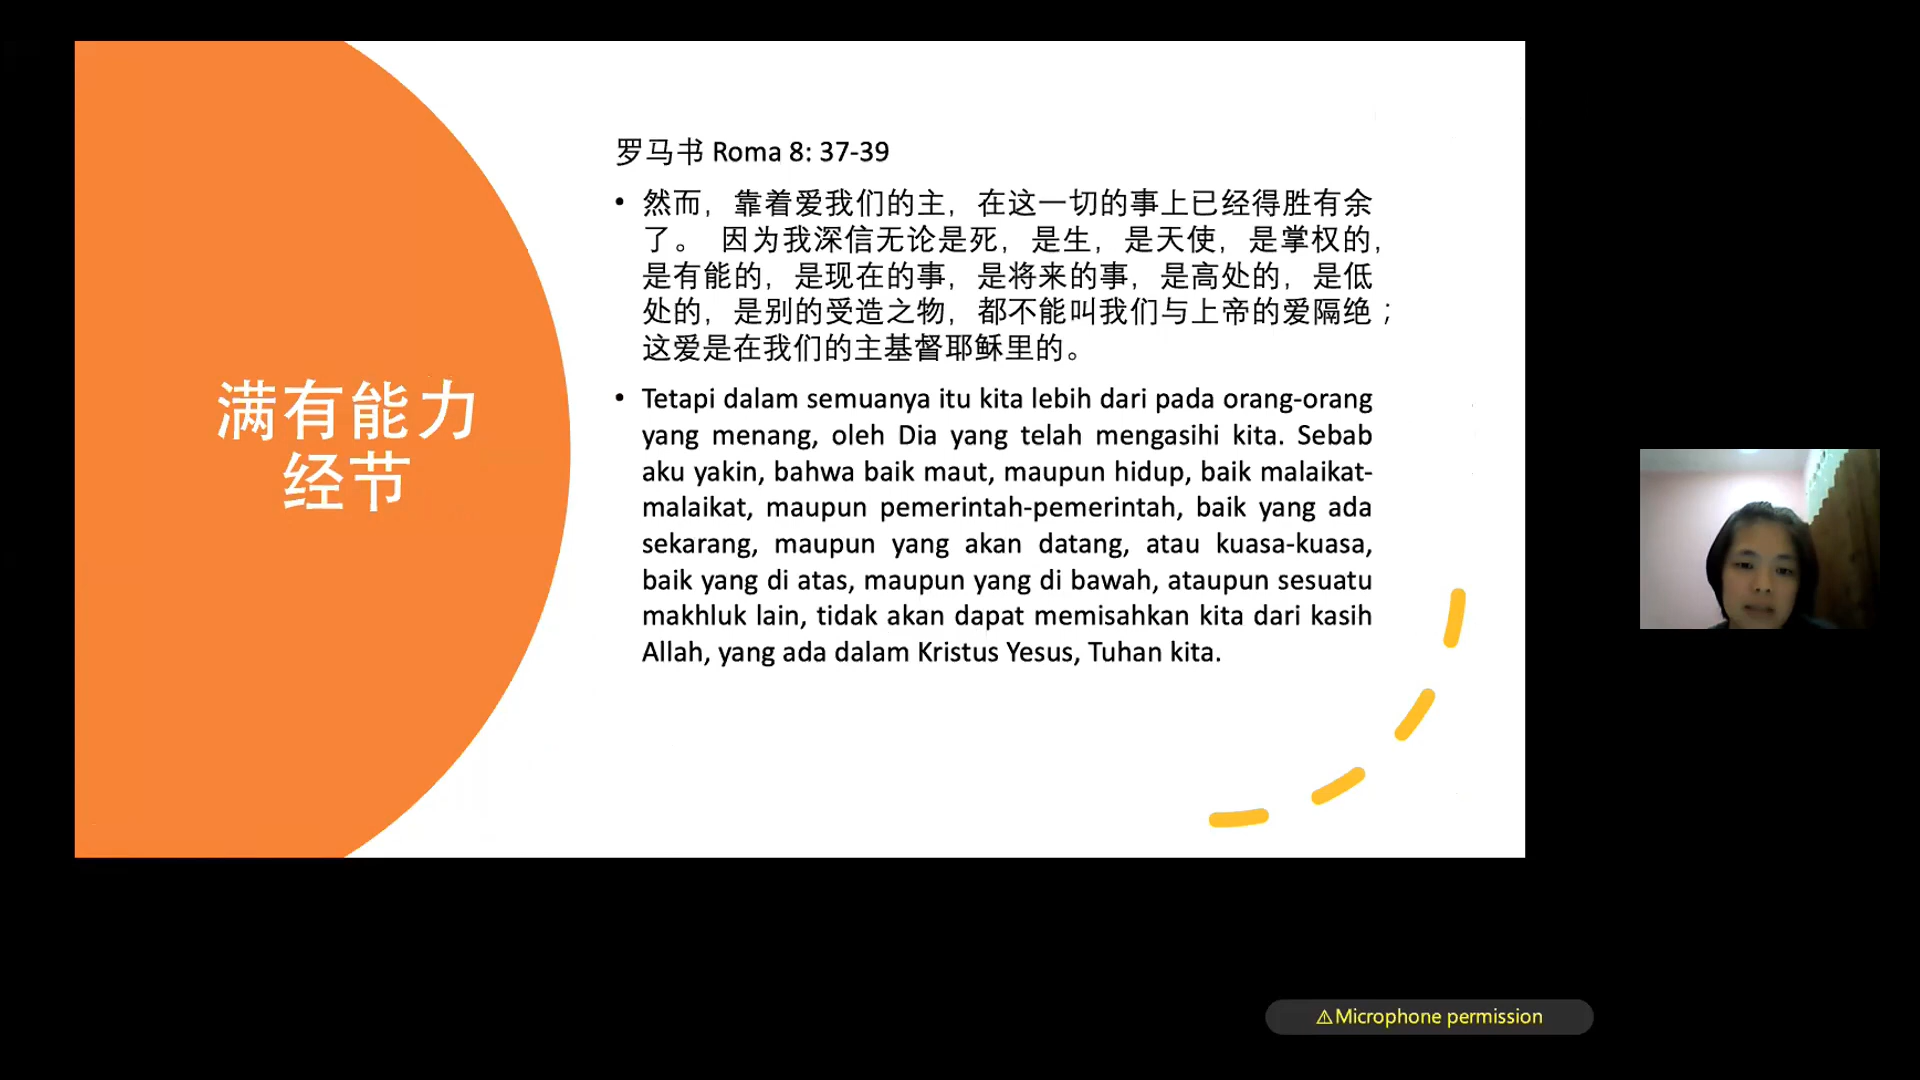 满有能力
经节
罗马书 Roma 8: 37-39
• 然而，靠着爱我们的主，在这一切的事上已经得胜有余
了。 因为我深信无论是死，是生，是天使，是掌权的，
是有能的，是现在的事，是将来的事，是高处的，是低
处的，是别的受造之物，都不能叫我们与上帝的爱隔绝；
这爱是在我们的主基督耶稣里的。
• Tetapi dalam semuanya itu kita lebih dari pada orang-orang
yang menang, oleh Dia yang telah mengasihi kita. Sebab
aku yakin, bahwa baik maut, maupun hidup, baik malaikat-
malaikat, maupun pemerintah-pemerintah, baik yang ada
sekarang, maupun yang akan datang, atau kuasa-kuasa,
baik yang di atas, maupun yang di bawah, ataupun sesuatu
makhluk lain, tidak akan dapat memisahkan kita dari kasih
Allah, yang ada dalam Kristus Yesus, Tuhan kita.
⚠Microphone permission